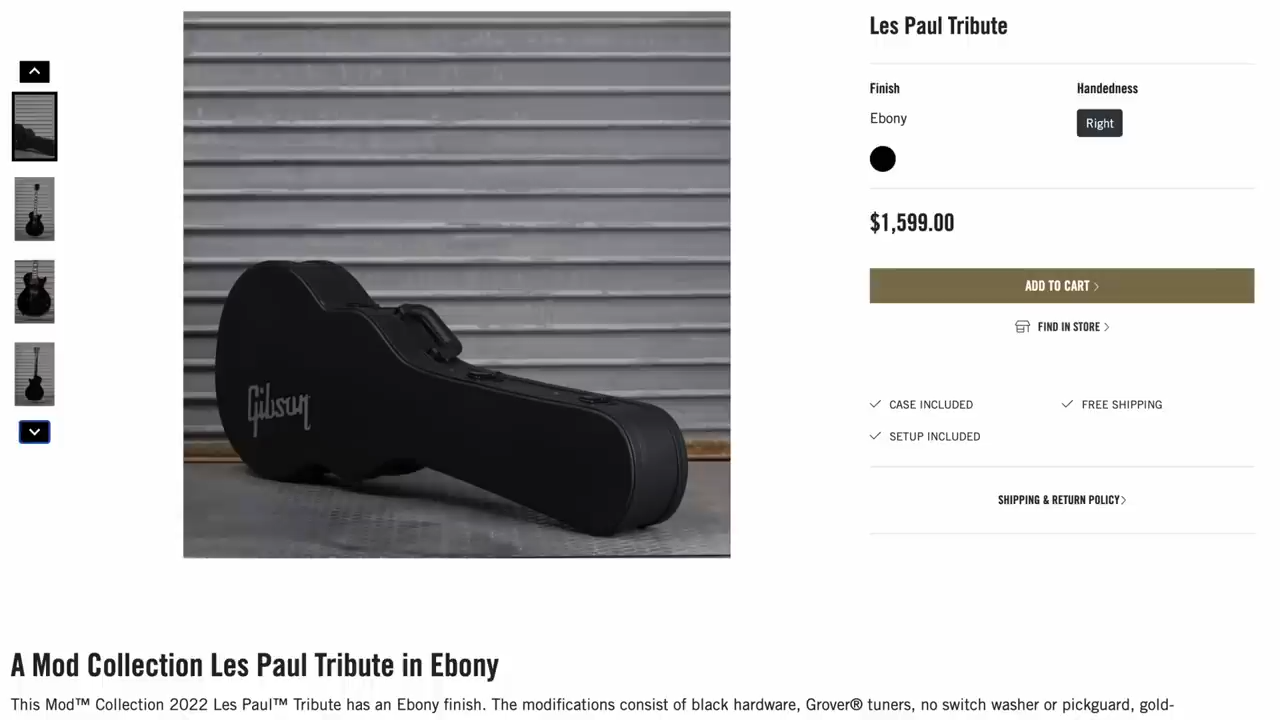 Les Paul Tribute
Finish
Handedness
Ebony
Right
$1,599.00
ADD TO CART >
FIND IN STORE >
CASE INCLUDED
FREE SHIPPING
SETUP INCLUDED
SHIPPING & RETURN POLICY>
Gibson
A Mod Collection Les Paul Tribute in Ebony
This Mod™ Collection 2022 Les Paul™ Tribute has an Ebony finish. The modifications consist of black hardware, Grover® tuners, no switch washer or pickguard, gold-